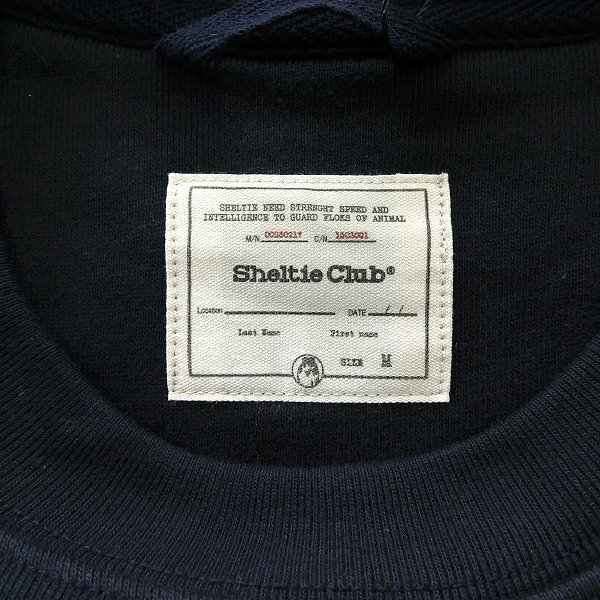 SHELTIE NEED STRENGHT SPEED AND
INTELLIGENCE TO GUARD FLOKS OF ANIMAL
M/N 00250217 C/N 1503001
Sheltie Club®
Location DATE / /
Last Name First name
SIZE M